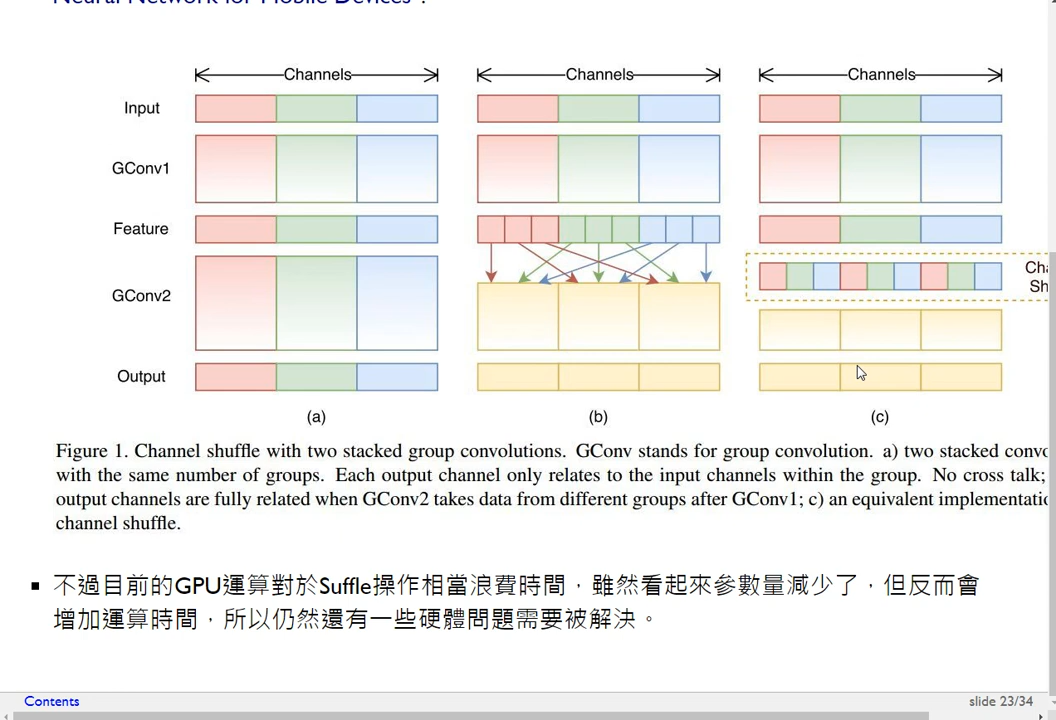 Neural Network for Mobile Devices".
Channels Channels Channels
Input
GConv1
Feature
GConv2
Output
(a) (b) (c)
Figure 1. Channel shuffle with two stacked group convolutions. GConv stands for group convolution. a) two stacked
with the same number of groups. Each output channel only relates to the input channels within the group. No cross talk;
output channels are fully related when GConv2 takes data from different groups after GConv1; c) an equivalent
channel shuffle.
▪ 不過目前的GPU運算對於Suffle操作相當浪費時間，雖然看起來參數量減少了，但反而會
增加運算時間，所以仍然還有一些硬體問題需要被解決。
Contents slide 23/34